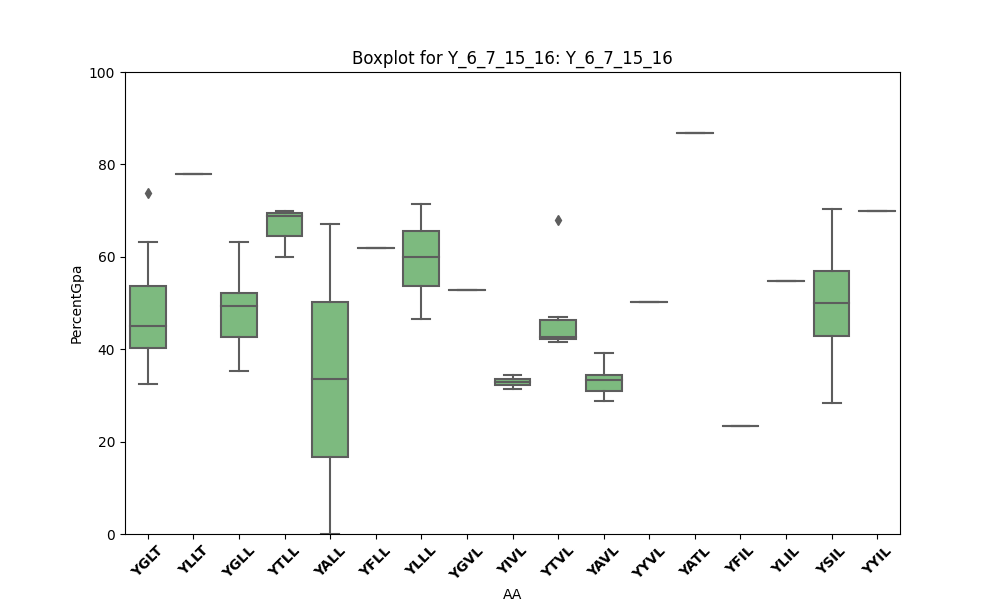 Boxplot for Y_6_7_15_16: Y_6_7_15_16
100
80
60
40
20
0
PercentGpa
YGLT YLLT YGLL YTLL YALL YFLL YLLL YGVL YIVL YTVL YAVL YYVL YATL YFIL YLIL YSIL YYIL
AA